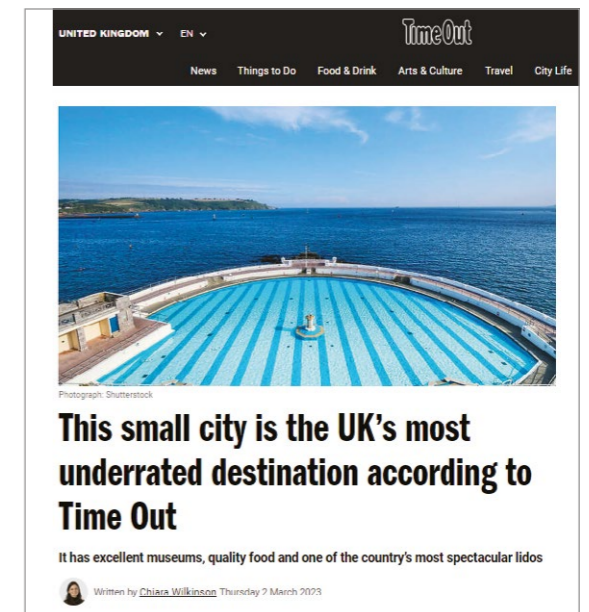 UNITED KINGDOM EN TimeOut
News Things to Do Food & Drink Arts & Culture Travel City Life
Photograph: Shutterstock
This small city is the UK's most
underrated destination according to
Time Out
It has excellent museums, quality food and one of the country's most spectacular lidos
Written by Chiara Wilkinson Thursday 2 March 2023